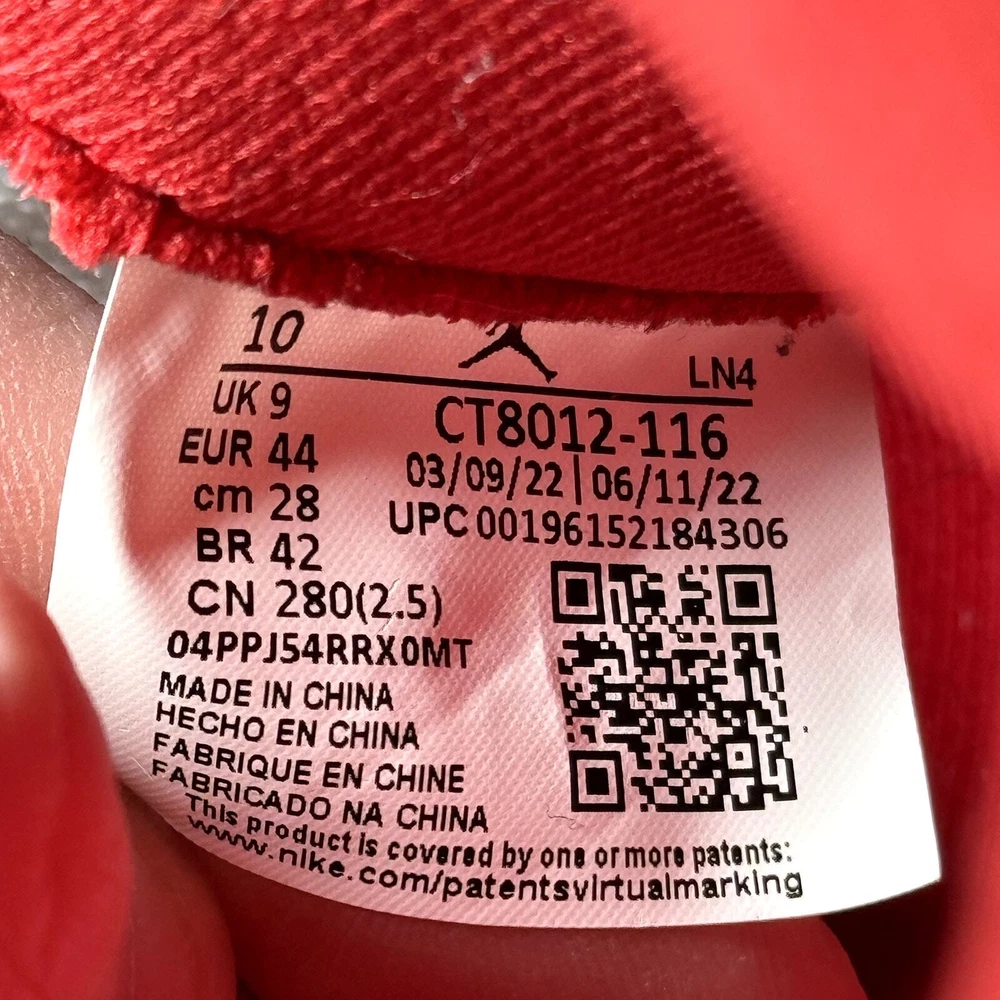 10
LN4
UK 9
CT8012-116
EUR 44
03/09/22 | 06/11/22
cm 28
UPC 00196152184306
BR 42
CN 280(2.5)
04PPJ54RRX0MT
MADE IN CHINA
HECHO EN CHINA
FABRIQUE EN CHINE
FABRICADO NA CHINA
This product is covered by one or more patents:
www.nike.com/patentsvirtualmarking